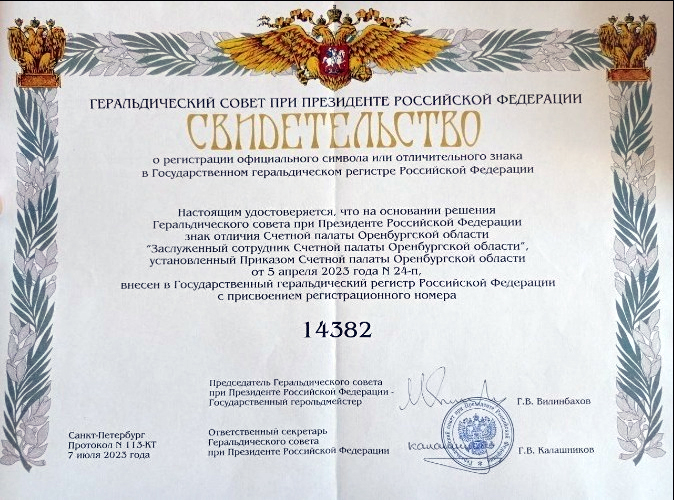 ГЕРАЛЬДИЧЕСКИЙ СОВЕТ ПРИ ПРЕЗИДЕНТЕ РОССИЙСКОЙ ФЕДЕРАЦИИ
СВИДЕТЕЛЬСТВО
о регистрации официального символа или отличительного знака
в Государственном геральдическом регистре Российской Федерации
Настоящим удостоверяется, что на основании решения
Геральдического совета при Президенте Российской Федерации
знак отличия Счетной палаты Оренбургской области
"Заслуженный сотрудник Счетной палаты Оренбургской области",
установленный Приказом Счетной палаты Оренбургской области
от 5 апреля 2023 года N 24-п,
внесен в Государственный геральдический регистр Российской Федерации
с присвоением регистрационного номера
14382
Председатель Геральдического совета
при Президенте Российской Федерации -
Государственный герольдмейстер
Г.В. Вилинбахов
Санкт-Петербург
Протокол N 113-КТ
7 июля 2023 года
Ответственный секретарь
Геральдического совета
при Президенте Российской Федерации
Г.В. Калашников